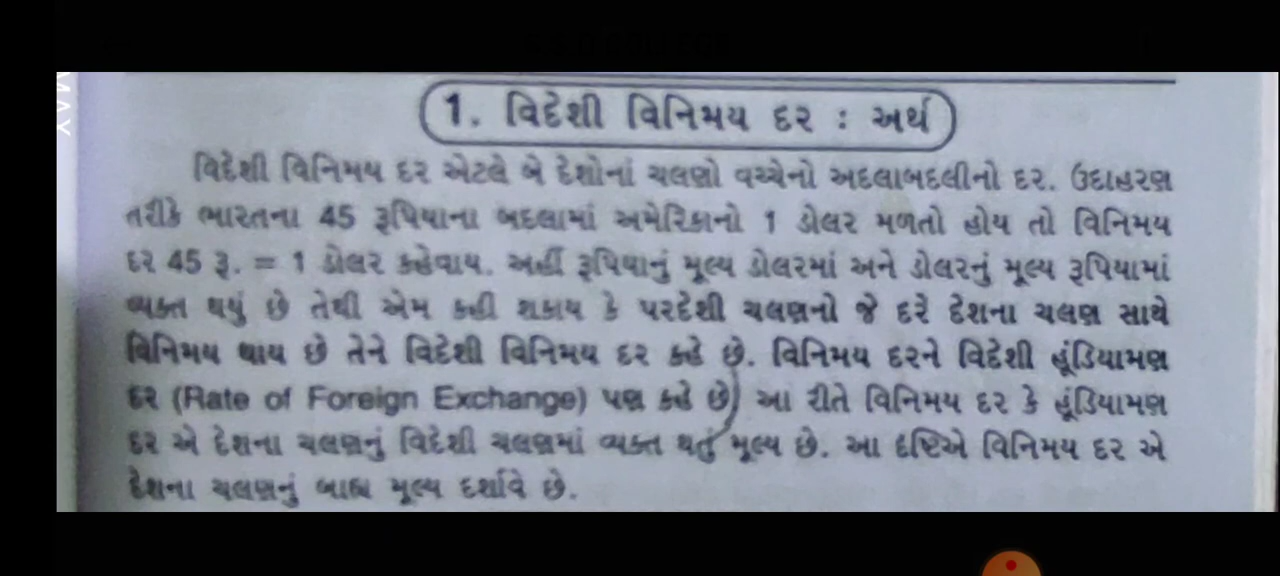 1. વિદેશી વિનિમય દર : અર્થ
વિદેશી વિનિમય દર એટલે બે દેશોનાં ચલણો વચ્ચેનો અદલાબદલીનો દર. ઉદાહરણ
તરીકે ભારતના 45 રૂપિયાના બદલામાં અમેરિકાનો 1 ડોલર મળતો હોય તો વિનિમય
દર 45 રૂ. = 1 ડોલર કહેવાય. અહીં રૂપિયાનું મૂલ્ય ડોલરમાં અને ડોલરનું મૂલ્ય રૂપિયામાં
વ્યક્ત થયું છે તેથી એમ કહી શકાય કે પરદેશી ચલણનો જે દરે દેશના ચલણ સાથે
વિનિમય થાય છે તેને વિદેશી વિનિમય દર કહે છે. વિનિમય દરને વિદેશી હૂંડિયામણ
દર (Rate of Foreign Exchange) પણ કહે છે. આ રીતે વિનિમય દર કે હૂંડિયામણ
દર એ દેશના ચલણનું વિદેશી ચલણમાં વ્યક્ત થતું મૂલ્ય છે. આ દૃષ્ટિએ વિનિમય દર એ
દેશના ચલણનું બાહ્ય મૂલ્ય દર્શાવે છે.